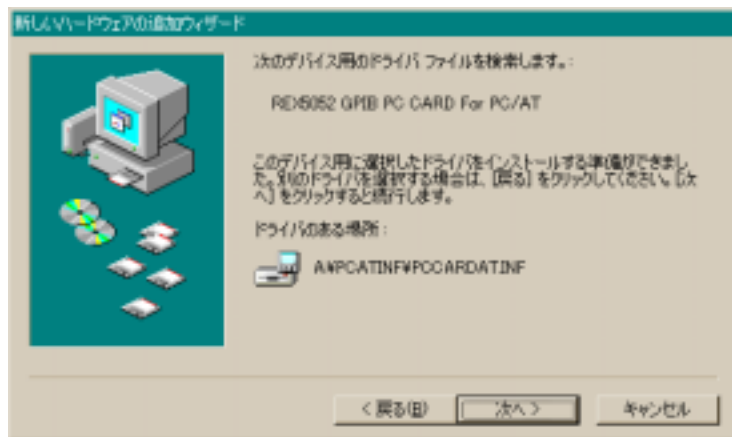 新しいハードウェアの追加ウィザード
次のデバイス用のドライバ ファイルを検索します。:
REX5052 GPIB PC CARD For PC/AT
このデバイス用に選択したドライバをインストールする準備ができまし
た。別のドライバを選択する場合は、[戻る] をクリックしてください。[次
へ] をクリックすると続行します。
ドライバのある場所:
A¥PCATINF¥PCCARDAT.INF
< 戻る(B)
次へ >
キャンセル